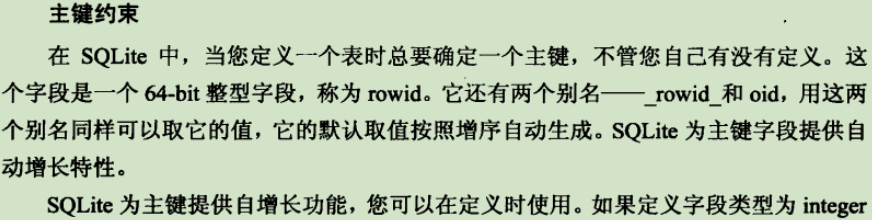 主键约束
在 SQLite 中，当您定义一个表时总要确定一个主键，不管您自己有没有定义。这
个字段是一个 64-bit 整型字段，称为 rowid。它还有两个别名——_rowid_和 oid，用这两
个别名同样可以取它的值，它的默认取值按照增序自动生成。SQLite 为主键字段提供自
动增长特性。
SQLite 为主键提供自增长功能，您可以在定义时使用。如果定义字段类型为 integer